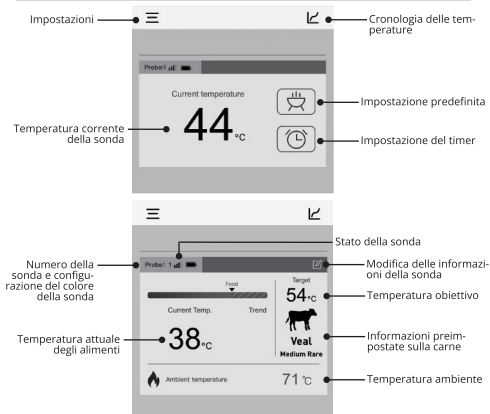 Impostazioni
Cronologia delle tem-
perature
Probe:1
Current temperature
44°C
Impostazione predefinita
Temperatura corrente
della sonda
Impostazione del timer
Stato della sonda
Numero della
sonda e configu-
razione del colore
della sonda
Probe: 1
Modifica delle informazi-
oni della sonda
Food
Target
54°C
Temperatura obiettivo
Current Temp.
Trend
Temperatura attuale
degli alimenti
38°C
Veal
Medium Rare
Informazioni preim-
postate sulla carne
Ambient temperature
71°C
Temperatura ambiente